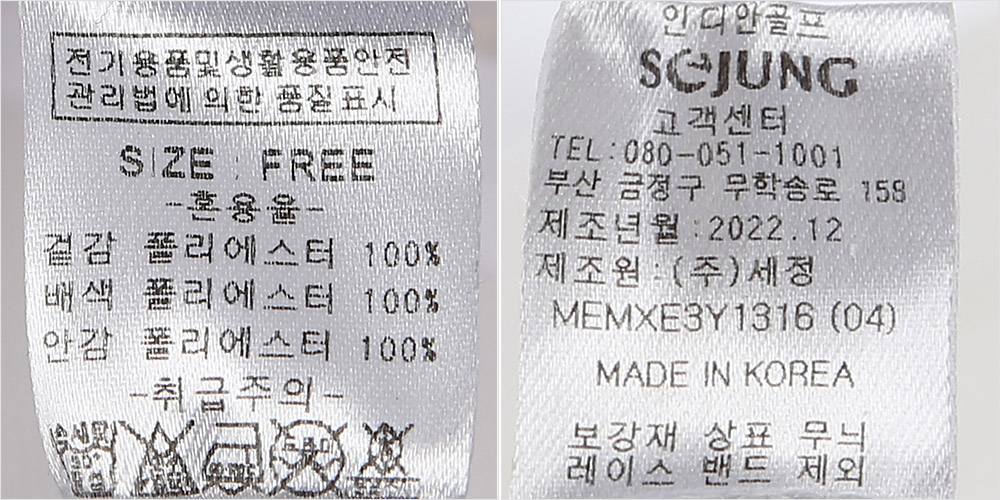 전기용품및생활용품안전
관리법에 의한 품질표시
SIZE : FREE
-혼용율-
겉감 폴리에스터 100%
배색 폴리에스터 100%
안감 폴리에스터 100%
-취급주의-
인디안골프
SEJUNG
고객센터
TEL:080-051-1001
부산 금정구 무학송로 158
제조년월:2022.12
제조원:(주)세정
MEMXE3Y1316 (04)
MADE IN KOREA
보강재 상표 무늬
레이스 밴드 제외